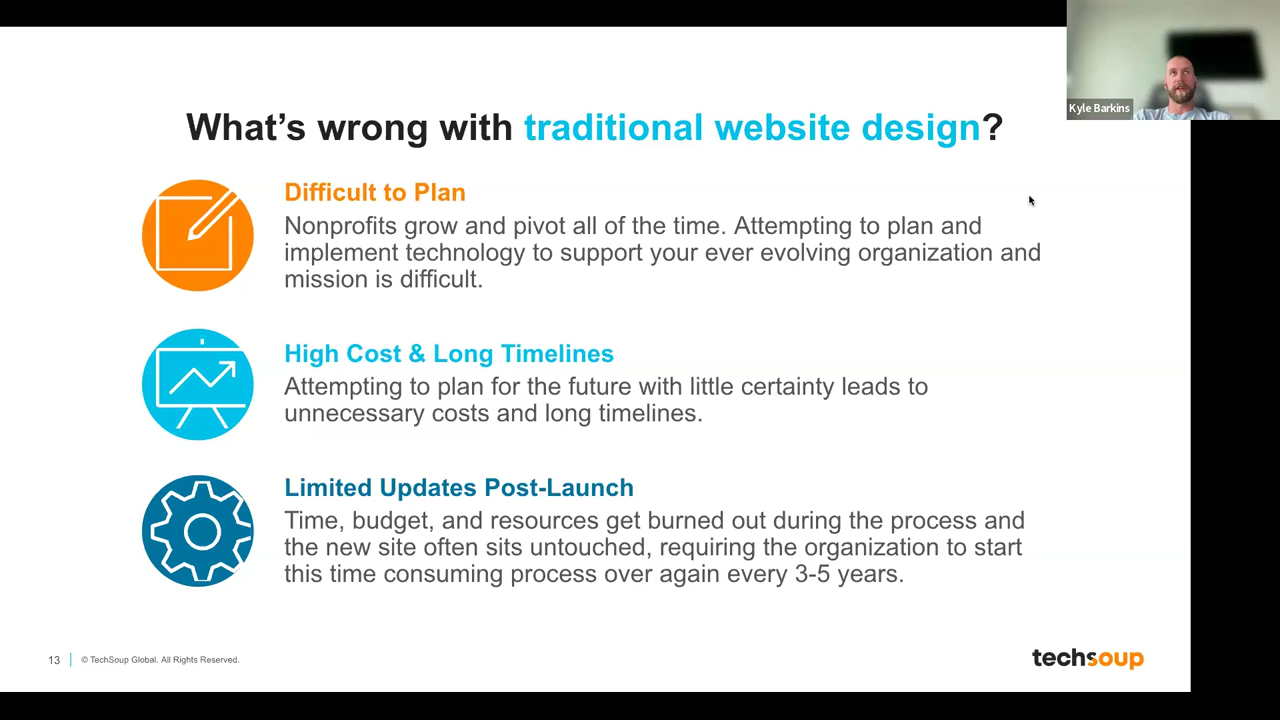 Kyle Barkins
What's wrong with traditional website design?
Difficult to Plan
Nonprofits grow and pivot all of the time. Attempting to plan and
implement technology to support your ever evolving organization and
mission is difficult.
High Cost & Long Timelines
Attempting to plan for the future with little certainty leads to
unnecessary costs and long timelines.
Limited Updates Post-Launch
Time, budget, and resources get burned out during the process and
the new site often sits untouched, requiring the organization to start
this time consuming process over again every 3-5 years.
13
© TechSoup Global. All Rights Reserved.
techsoup